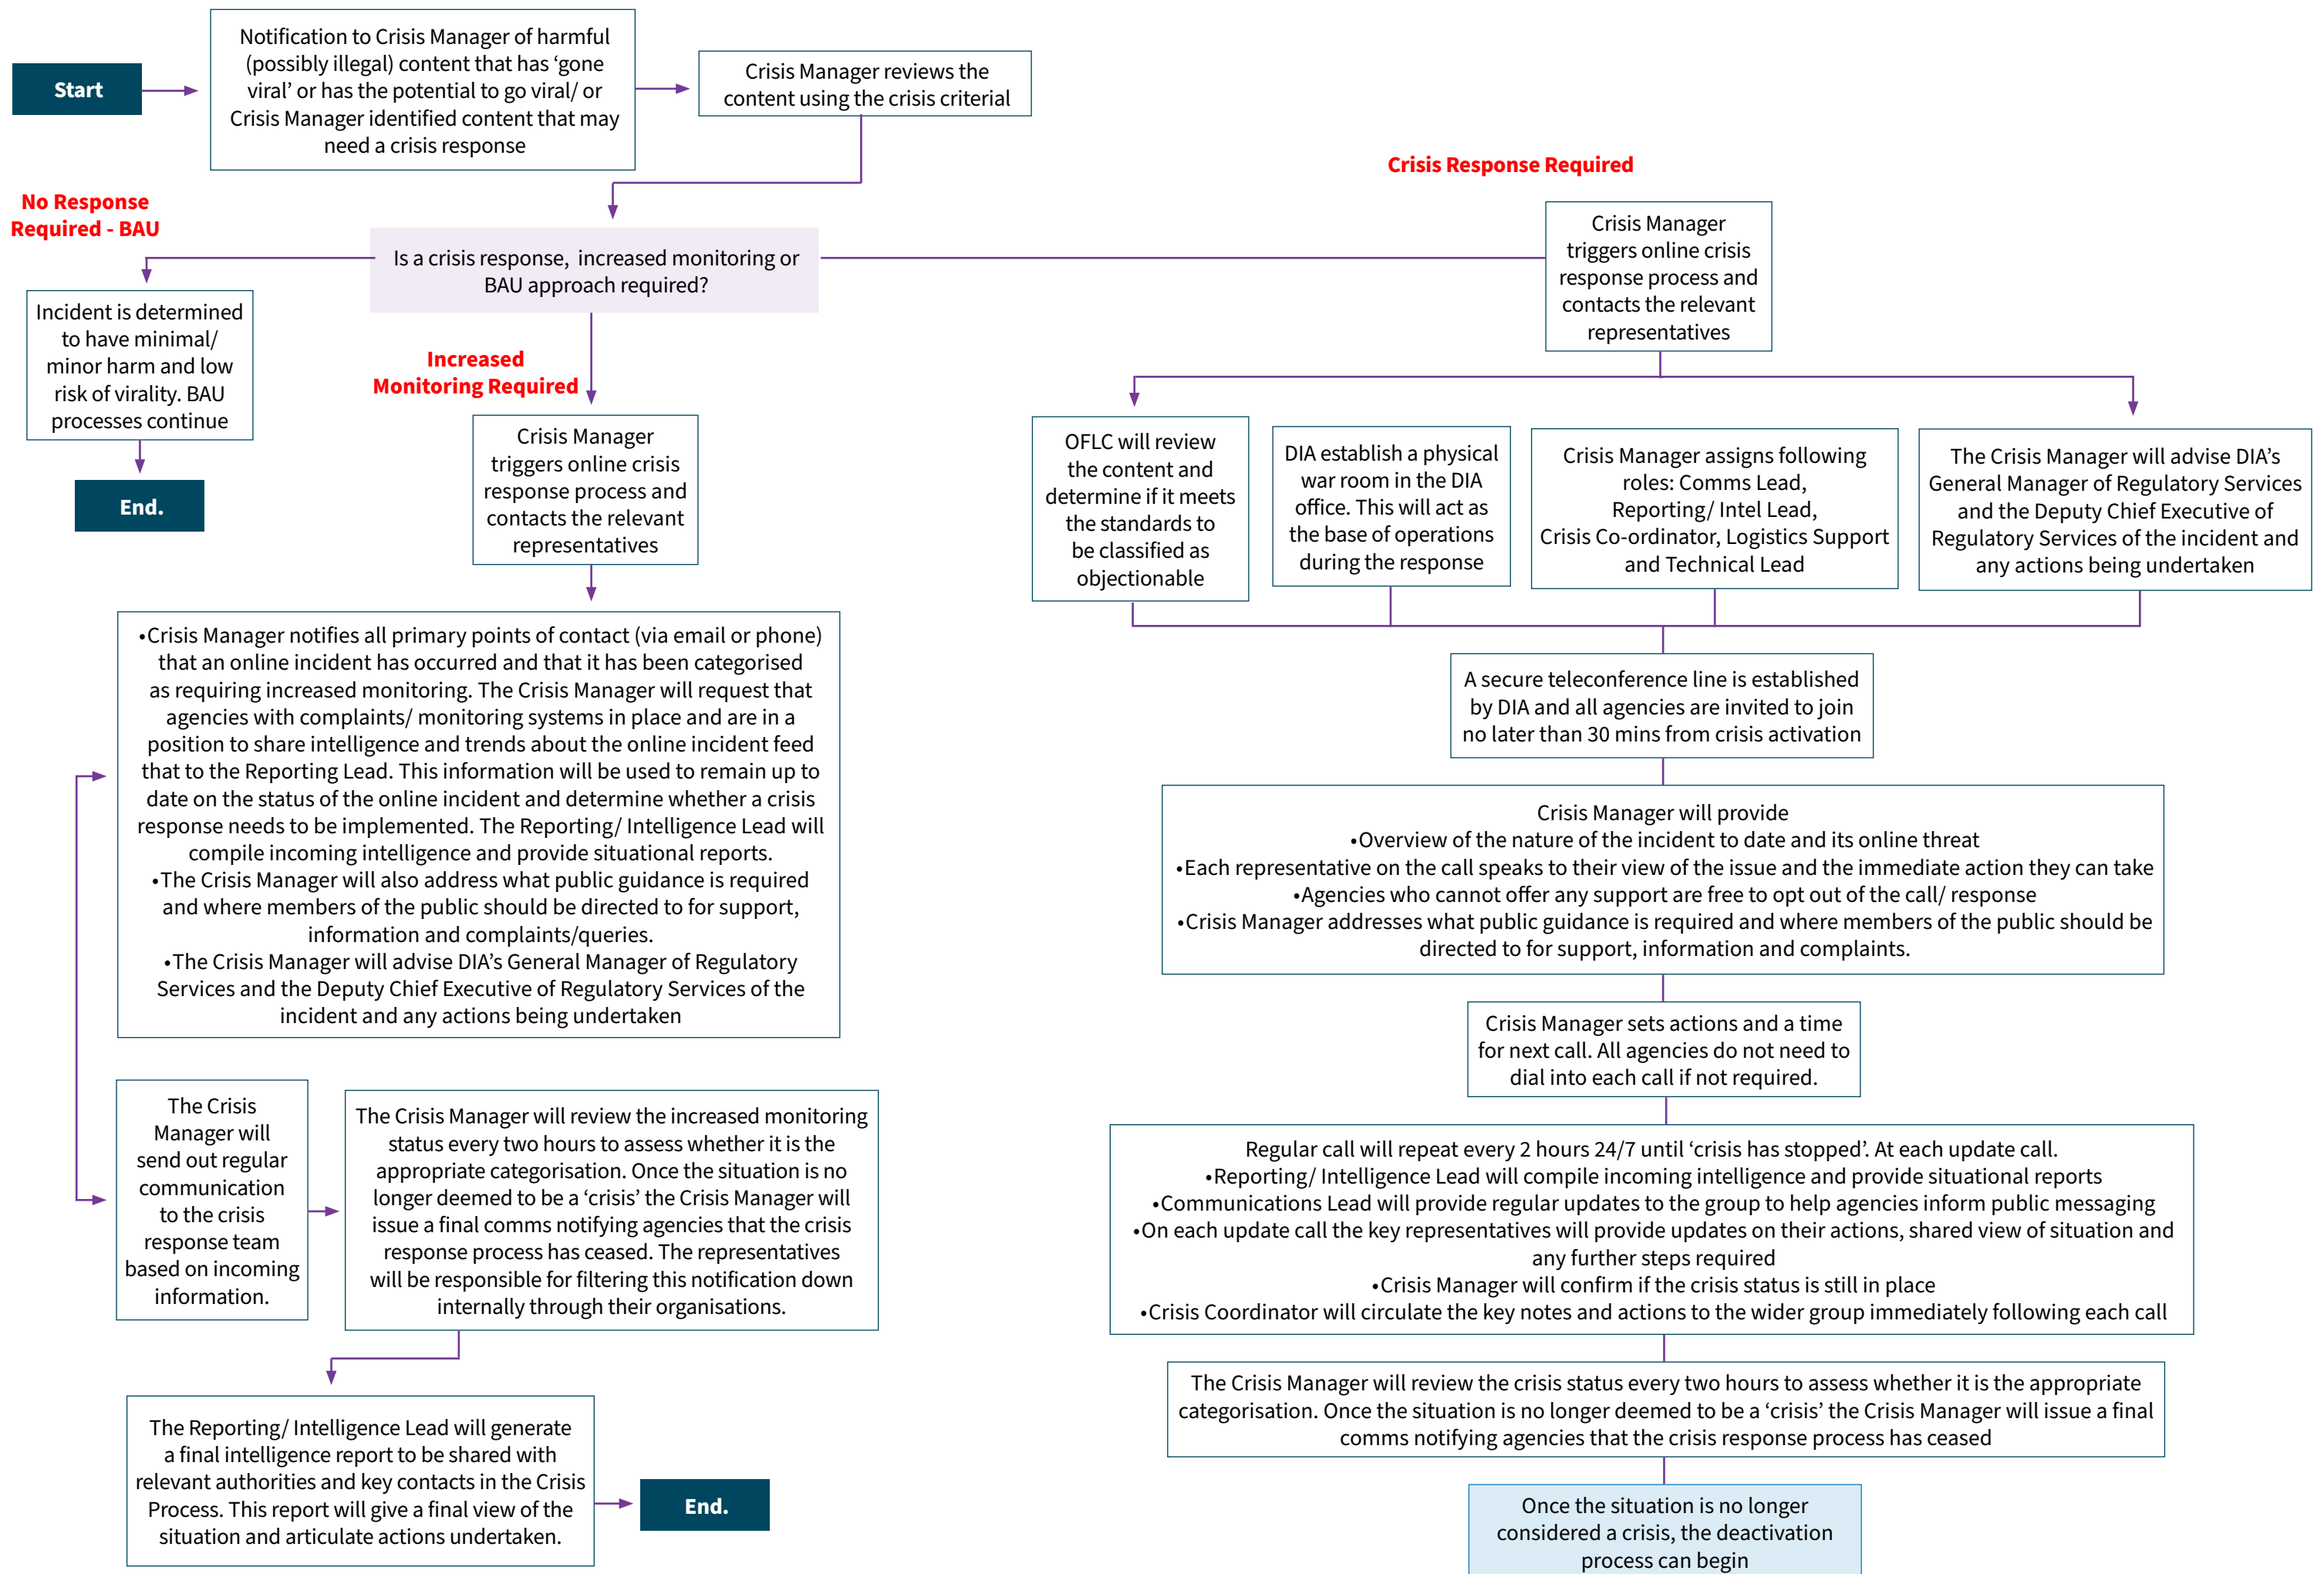 Start
Notification to Crisis Manager of harmful
(possibly illegal) content that has ‘gone
viral’ or has the potential to go viral/ or
Crisis Manager identified content that may
need a crisis response
Crisis Manager reviews the
content using the crisis criterial
Is a crisis response,  increased monitoring or
BAU approach required?
No Response
Required - BAU
Incident is determined
to have minimal/
minor harm and low
risk of virality. BAU
processes continue
End.
Increased
Monitoring Required
Crisis Manager
triggers online crisis
response process and
contacts the relevant
representatives
•Crisis Manager notifies all primary points of contact (via email or phone)
that an online incident has occurred and that it has been categorised
as requiring increased monitoring. The Crisis Manager will request that
agencies with complaints/ monitoring systems in place and are in a
position to share intelligence and trends about the online incident feed
that to the Reporting Lead. This information will be used to remain up to
date on the status of the online incident and determine whether a crisis
response needs to be implemented. The Reporting/ Intelligence Lead will
compile incoming intelligence and provide situational reports.
•The Crisis Manager will also address what public guidance is required
and where members of the public should be directed to for support,
information and complaints/queries.
•The Crisis Manager will advise DIA’s General Manager of Regulatory
Services and the Deputy Chief Executive of Regulatory Services of the
incident and any actions being undertaken
The Crisis
Manager will
send out regular
communication
to the crisis
response team
based on incoming
information.
The Crisis Manager will review the increased monitoring
status every two hours to assess whether it is the
appropriate categorisation. Once the situation is no
longer deemed to be a ‘crisis’ the Crisis Manager will
issue a final comms notifying agencies that the crisis
response process has ceased. The representatives
will be responsible for filtering this notification down
internally through their organisations.
The Reporting/ Intelligence Lead will generate
a final intelligence report to be shared with
relevant authorities and key contacts in the Crisis
Process. This report will give a final view of the
situation and articulate actions undertaken.
End.
Crisis Response Required
Crisis Manager
triggers online crisis
response process and
contacts the relevant
representatives
OFLC will review
the content and
determine if it meets
the standards to
be classified as
objectionable
DIA establish a physical
war room in the DIA
office. This will act as
the base of operations
during the response
Crisis Manager assigns following
roles: Comms Lead,
Reporting/ Intel Lead,
Crisis Co-ordinator, Logistics Support
and Technical Lead
The Crisis Manager will advise DIA’s
General Manager of Regulatory Services
and the Deputy Chief Executive of
Regulatory Services of the incident and
any actions being undertaken
A secure teleconference line is established
by DIA and all agencies are invited to join
no later than 30 mins from crisis activation
Crisis Manager will provide
•Overview of the nature of the incident to date and its online threat
•Each representative on the call speaks to their view of the issue and the immediate action they can take
•Agencies who cannot offer any support are free to opt out of the call/ response
•Crisis Manager addresses what public guidance is required and where members of the public should be
directed to for support, information and complaints.
Crisis Manager sets actions and a time
for next call. All agencies do not need to
dial into each call if not required.
Regular call will repeat every 2 hours 24/7 until ‘crisis has stopped’. At each update call.
•Reporting/ Intelligence Lead will compile incoming intelligence and provide situational reports
•Communications Lead will provide regular updates to the group to help agencies inform public messaging
•On each update call the key representatives will provide updates on their actions, shared view of situation and
any further steps required
•Crisis Manager will confirm if the crisis status is still in place
•Crisis Coordinator will circulate the key notes and actions to the wider group immediately following each call
The Crisis Manager will review the crisis status every two hours to assess whether it is the appropriate
categorisation. Once the situation is no longer deemed to be a ‘crisis’ the Crisis Manager will issue a final
comms notifying agencies that the crisis response process has ceased
Once the situation is no longer
considered a crisis, the deactivation
process can begin